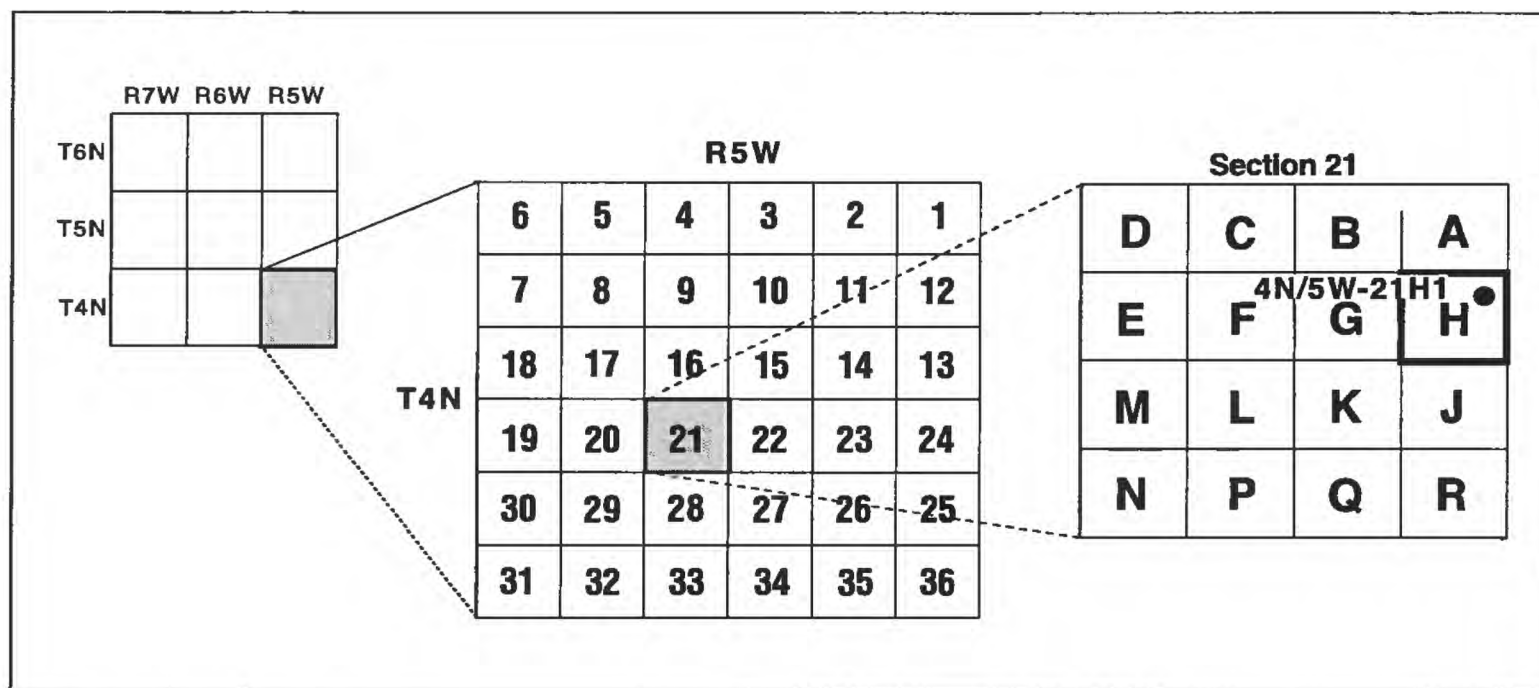 R7W R6W R5W
T6N
T5N
T4N
R5W
T4N
6 5 4 3 2 1
7 8 9 10 11 12
18 17 16 15 14 13
19 20 21 22 23 24
30 29 28 27 26 25
31 32 33 34 35 36
Section 21
D C B A
4N/5W-21H1
E F G H
M L K J
N P Q R